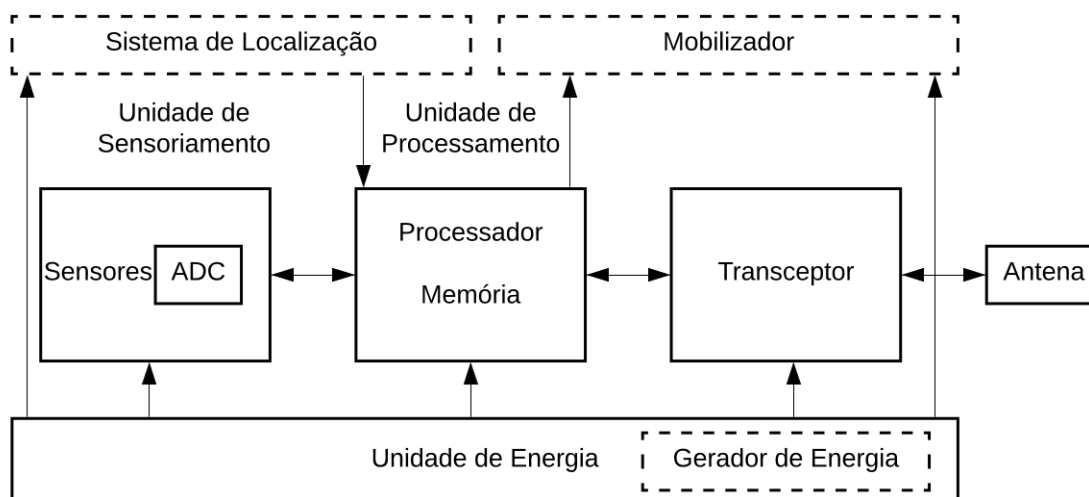 Sistema de Localização
Mobilizador
Unidade de
Sensoriamento
Unidade de
Processamento
Sensores
ADC
Processador
Memória
Transceptor
Antena
Unidade de Energia
Gerador de Energia